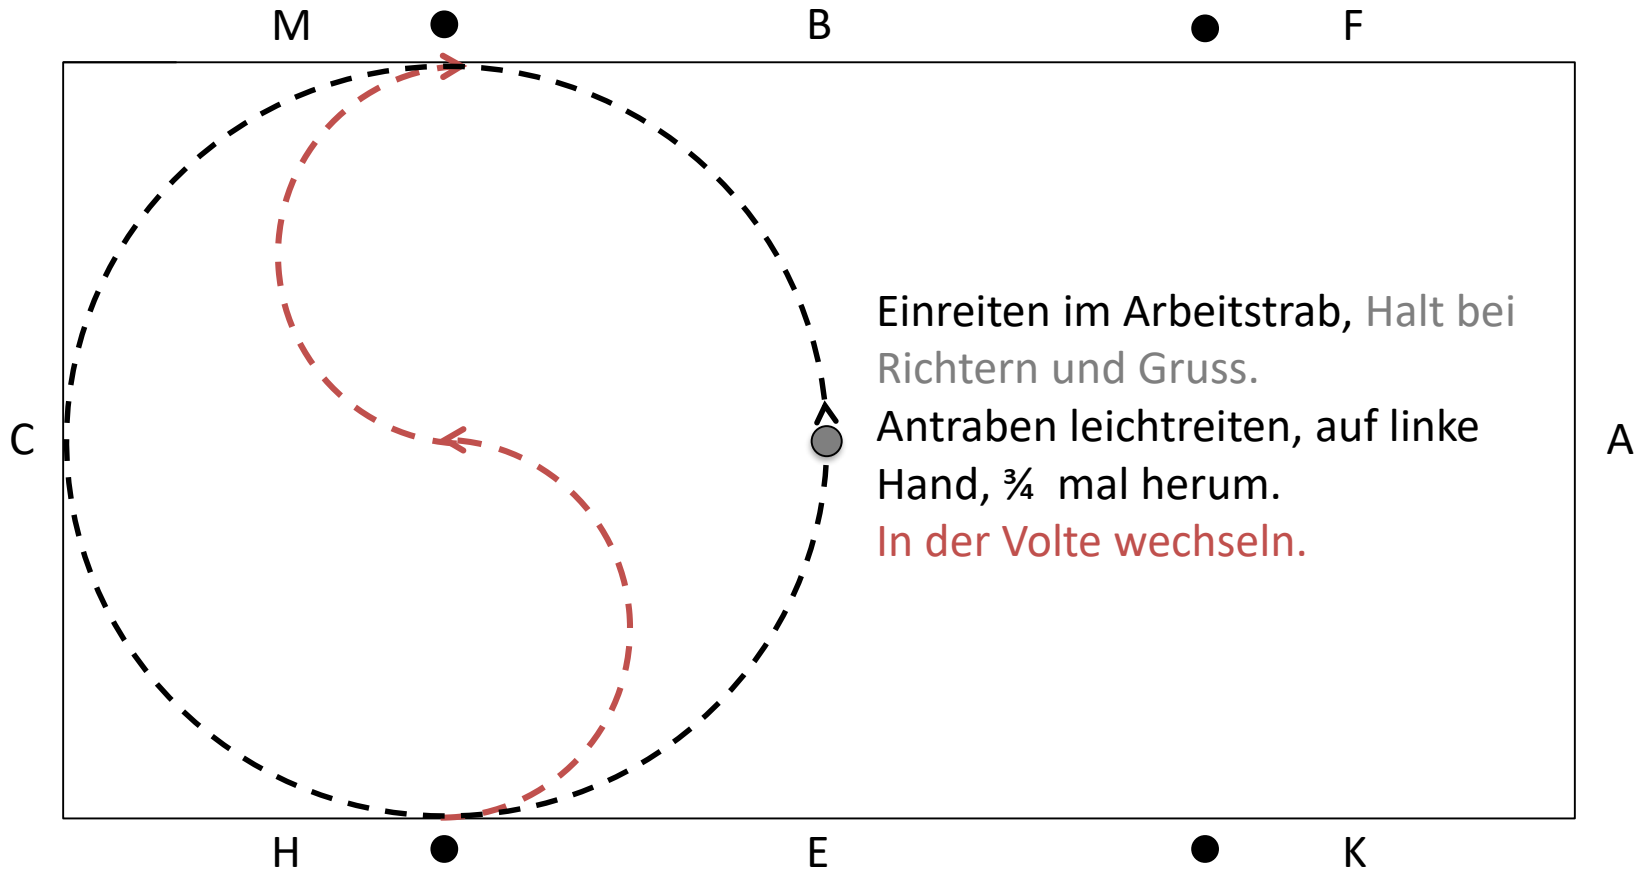 M B F
Einreiten im Arbeitstrab, Halt bei
Richtern und Gruss.
Antraben leichtreiten, auf linke
C A
Hand, ¾ mal herum.
In der Volte wechseln.
H E K